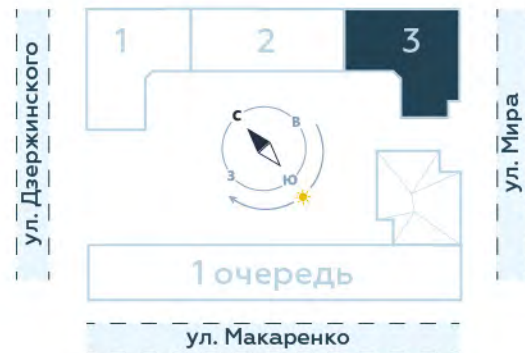 1
2
3
ул. Дзержинского
ул. Мира
С
В
З
Ю
1 очередь
ул. Макаренко